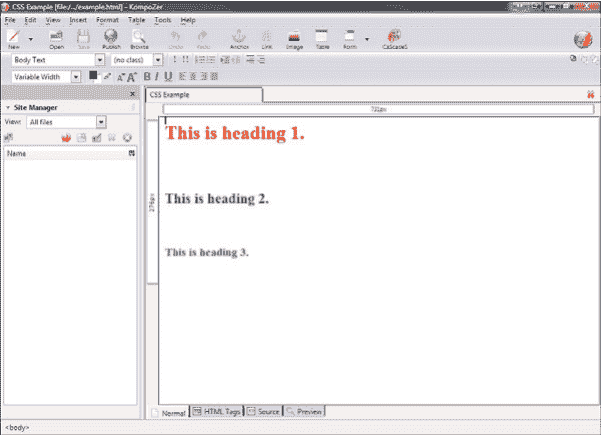 CSS Example [file:/.../example.html] - KompoZer
File Edit View Insert Format Table Tools Help
New Open Save Publish Browse Undo Redo Anchor Link Image Table Form CaScadeS
Body Text (no class)
Variable Width
Site Manager
View: All files
Name
CSS Example
This is heading 1.
This is heading 2.
This is heading 3.
Normal HTML Tags Source Preview
<body>